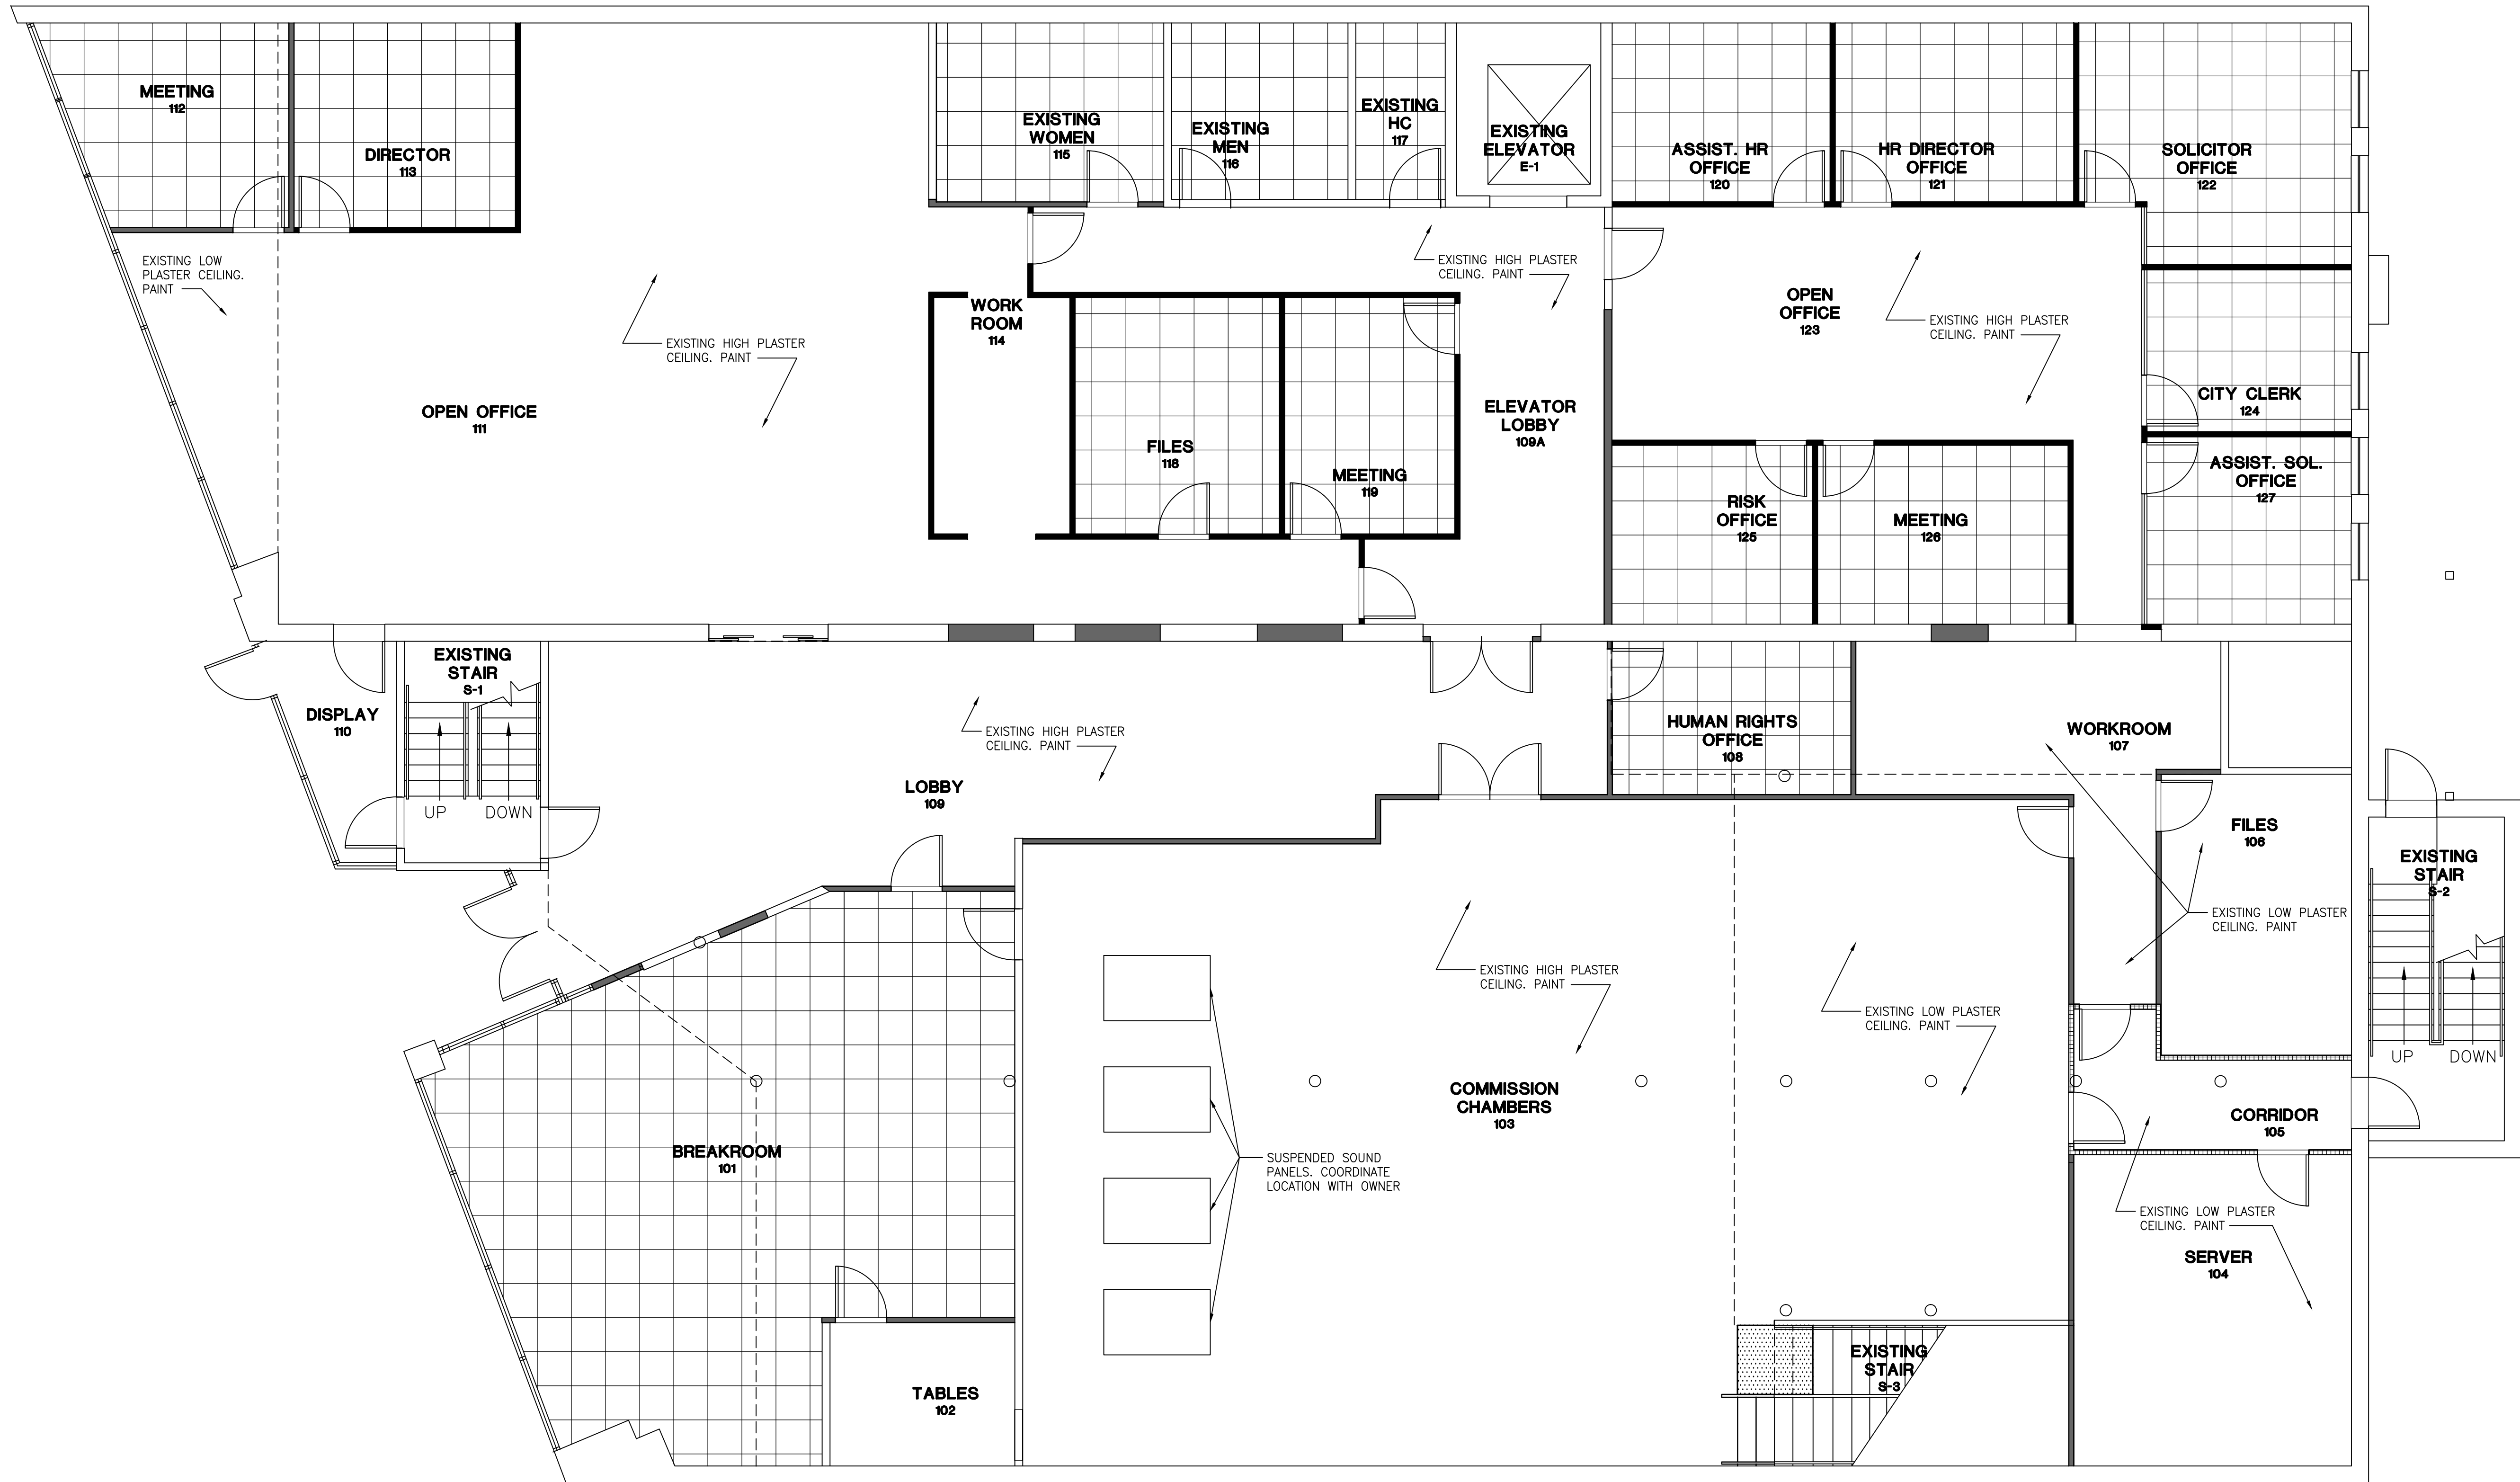 MEETING
112
DIRECTOR
113
EXISTING
WOMEN
115
EXISTING
MEN
116
EXISTING
HC
117
EXISTING
ELEVATOR
E-1
ASSIST. HR
OFFICE
120
HR DIRECTOR
OFFICE
121
SOLICITOR
OFFICE
122
EXISTING LOW
PLASTER CEILING.
PAINT
EXISTING HIGH PLASTER
CEILING. PAINT
WORK
ROOM
114
EXISTING HIGH PLASTER
CEILING. PAINT
OPEN
OFFICE
123
EXISTING HIGH PLASTER
CEILING. PAINT
OPEN OFFICE
111
FILES
118
MEETING
119
ELEVATOR
LOBBY
109A
CITY CLERK
124
RISK
OFFICE
125
MEETING
126
ASSIST. SOL.
OFFICE
127
EXISTING
STAIR
S-1
DISPLAY
110
UP
DOWN
EXISTING HIGH PLASTER
CEILING. PAINT
LOBBY
109
HUMAN RIGHTS
OFFICE
108
WORKROOM
107
FILES
106
EXISTING
STAIR
S-2
EXISTING LOW PLASTER
CEILING. PAINT
EXISTING HIGH PLASTER
CEILING. PAINT
EXISTING LOW PLASTER
CEILING. PAINT
UP
DOWN
COMMISSION
CHAMBERS
103
CORRIDOR
105
BREAKROOM
101
SUSPENDED SOUND
PANELS. COORDINATE
LOCATION WITH OWNER
EXISTING LOW PLASTER
CEILING. PAINT
SERVER
104
EXISTING
STAIR
S-3
TABLES
102